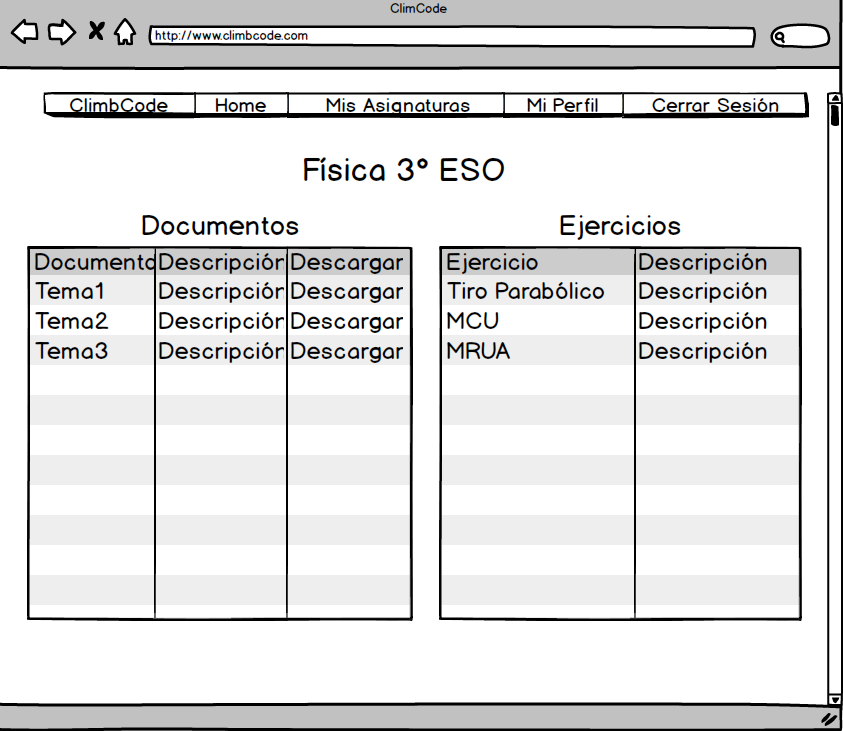 ClimCode
http://www.climbcode.com
ClimbCode Home Mis Asignaturas Mi Perfil Cerrar Sesión
Física 3º ESO
Documentos
Documento Descripción Descargar
Tema1 Descripción Descargar
Tema2 Descripción Descargar
Tema3 Descripción Descargar
Ejercicios
Ejercicio Descripción
Tiro Parabólico Descripción
MCU Descripción
MRUA Descripción